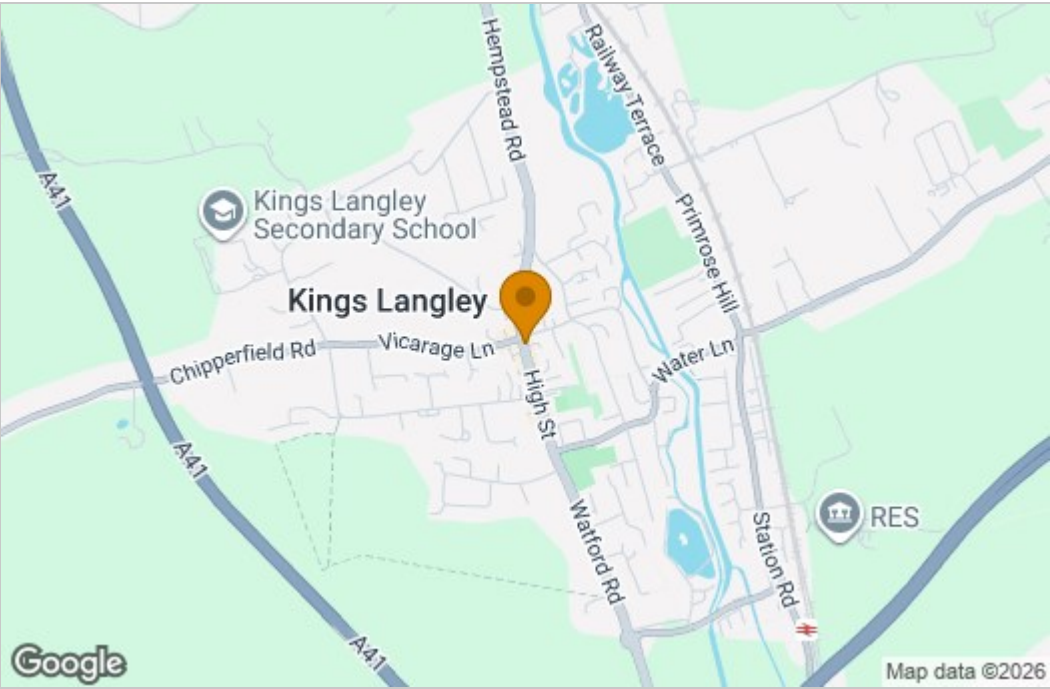 Hempstead Rd
Railway Terrace
A41
Kings Langley
Secondary School
Primrose Hill
Kings Langley
Chipperfield Rd
Vicarage Ln
Water Ln
High St
A41
Watford Rd
RES
Station Rd
A41
Google
Map data ©2026